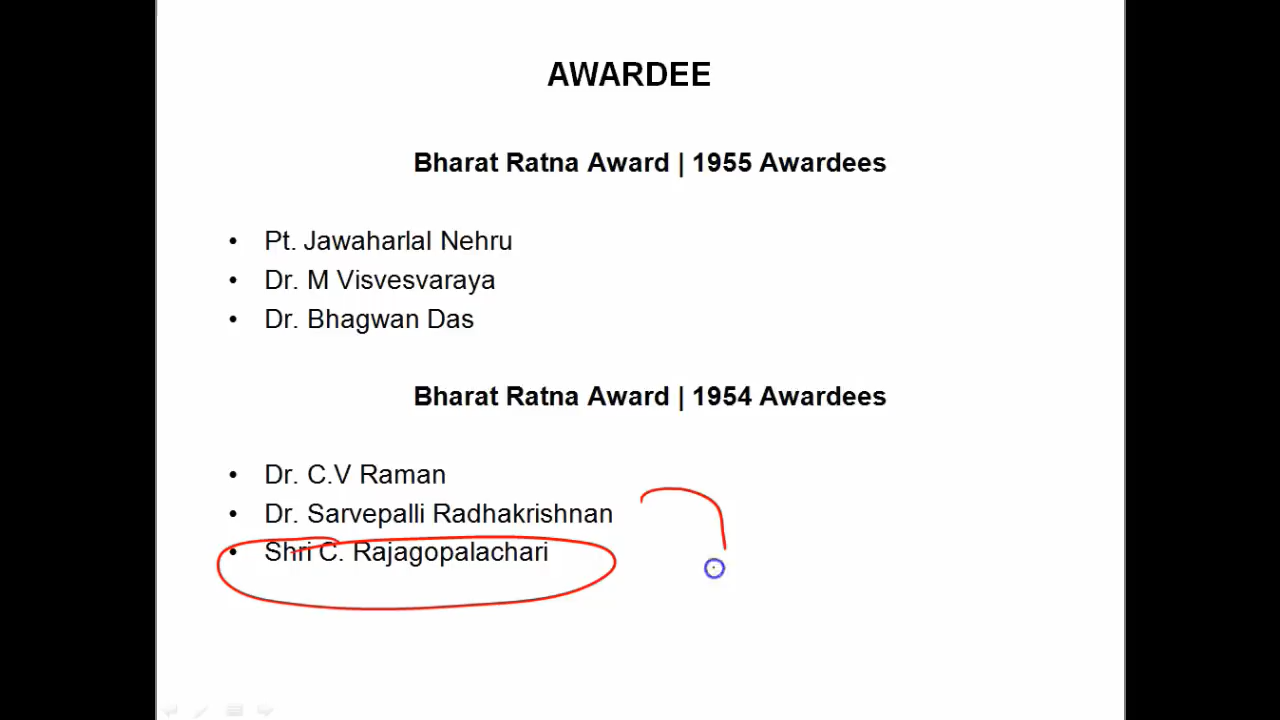 AWARDEE
Bharat Ratna Award | 1955 Awardees
• Pt. Jawaharlal Nehru
• Dr. M Visvesvaraya
• Dr. Bhagwan Das
Bharat Ratna Award | 1954 Awardees
• Dr. C.V Raman
• Dr. Sarvepalli Radhakrishnan
• Shri C. Rajagopalachari